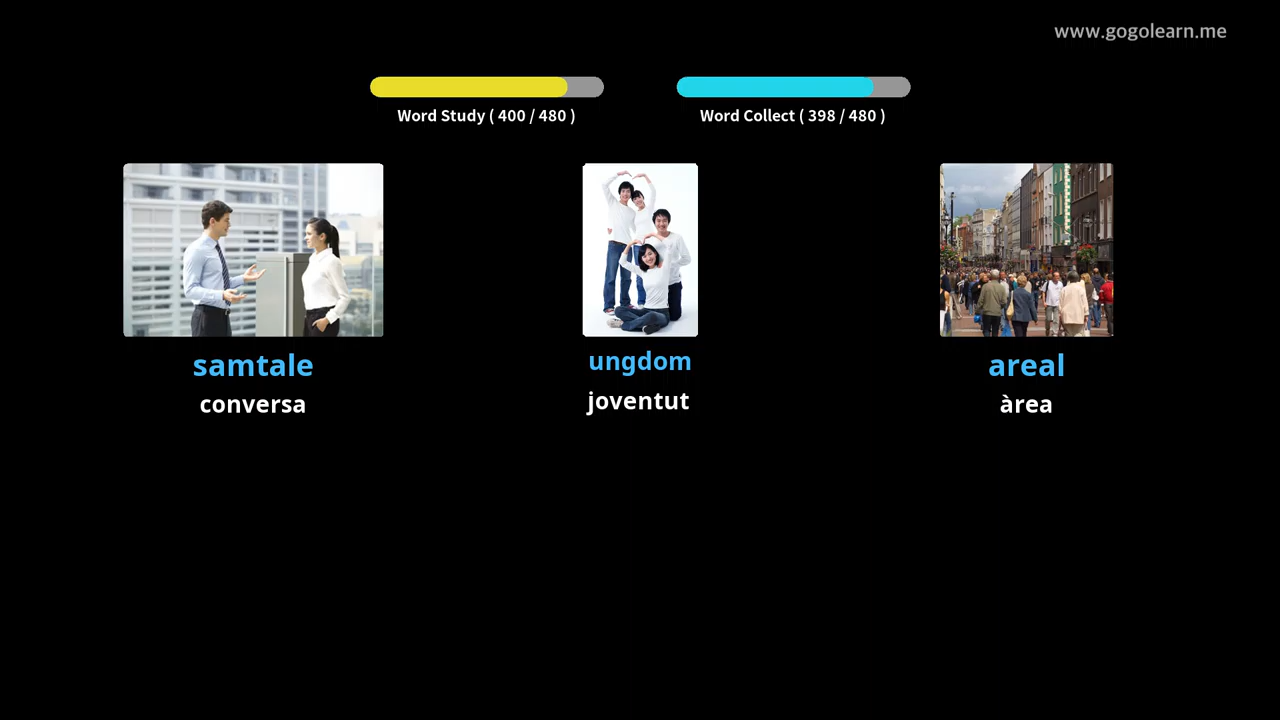 www.gogolearn.me
Word Study ( 400 / 480 )
Word Collect ( 398 / 480 )
samtale
conversa
ungdom
joventut
areal
àrea